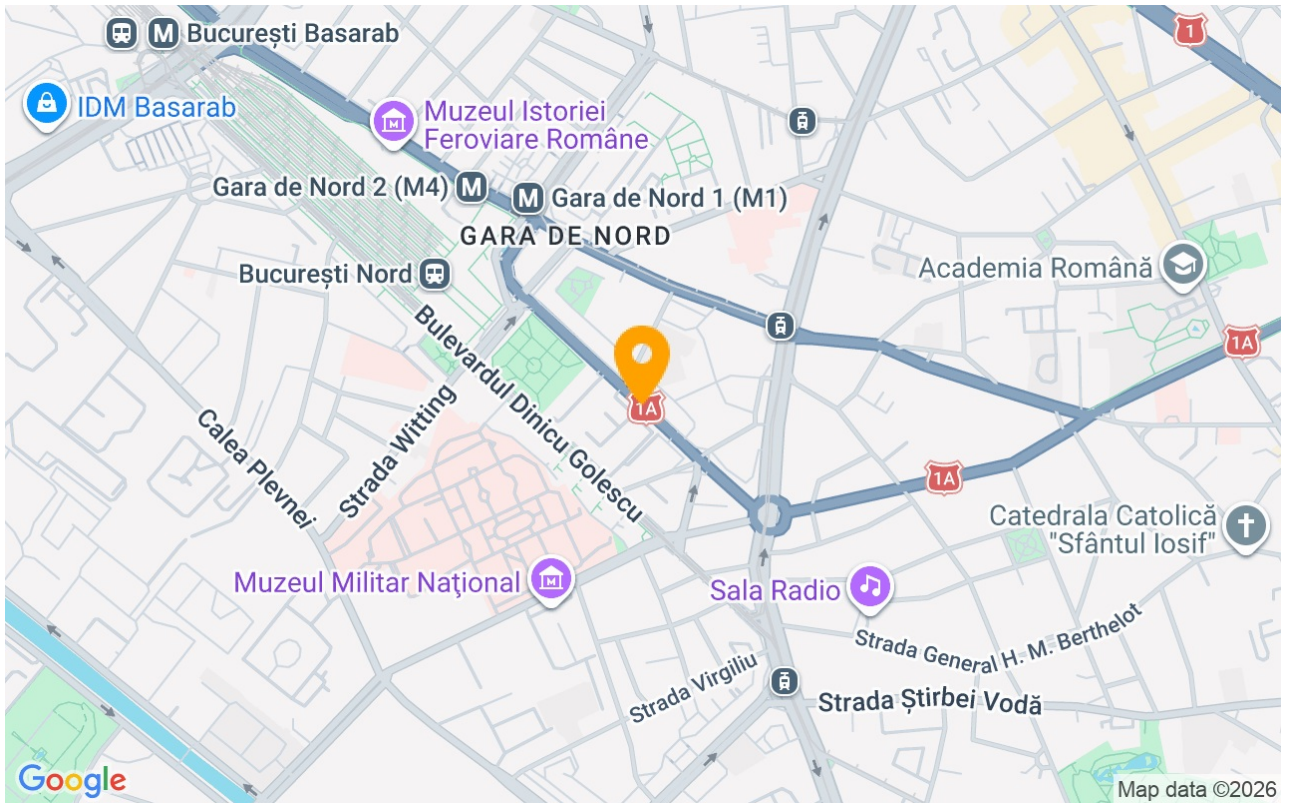 București Basarab
1
IDM Basarab
Muzeul Istoriei
Feroviare Române
Gara de Nord 2 (M4)
Gara de Nord 1 (M1)
GARA DE NORD
București Nord
Academia Română
1A
Bulevardul Dinicu Golescu
1A
Strada Witting
Calea Plevnei
1A
Catedrala Catolică
"Sfântul Iosif"
Muzeul Militar Naţional
Sala Radio
Strada General H. M. Berthelot
Strada Virgiliu
Strada Știrbei Vodă
Google
Map data ©2026